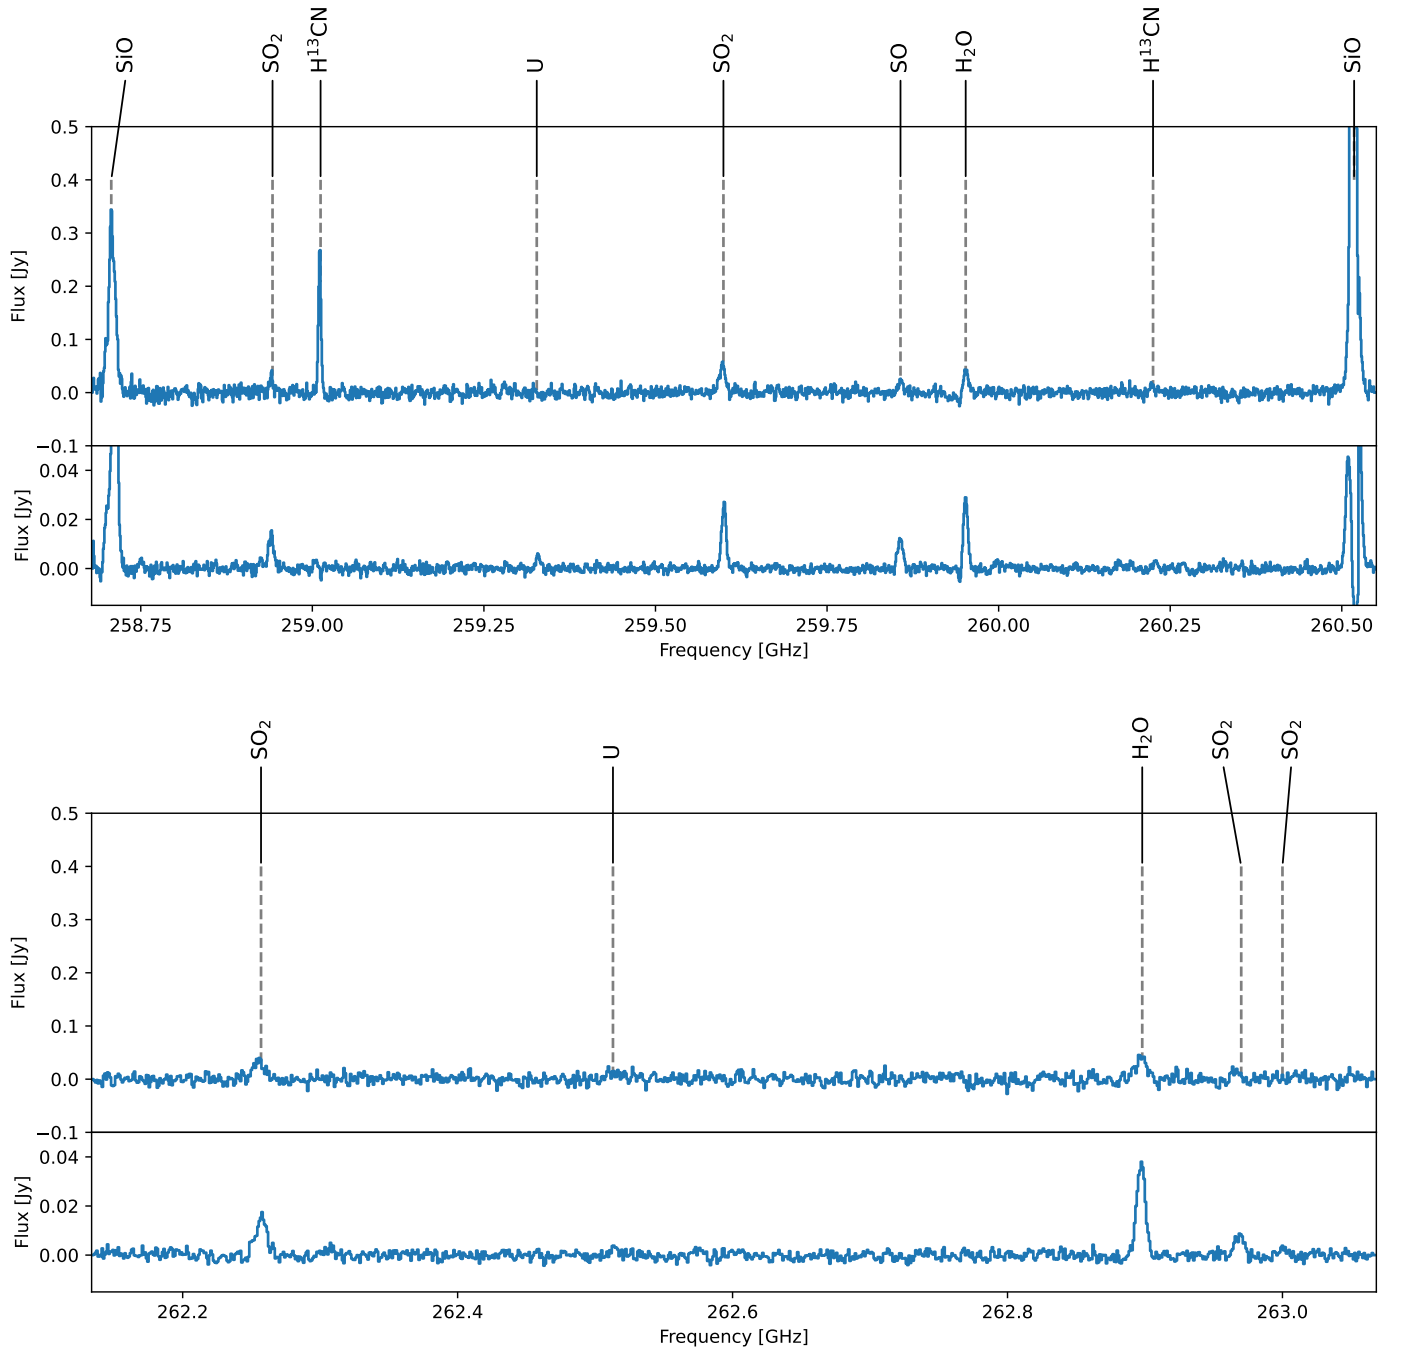 SiO
SO₂
H¹³CN
U
SO₂
SO
H₂O
H¹³CN
SiO
0.5
0.4
0.3
0.2
0.1
0.0
−0.1
Flux [Jy]
0.04
0.02
0.00
Flux [Jy]
258.75 259.00 259.25 259.50 259.75 260.00 260.25 260.50
Frequency [GHz]
SO₂
U
H₂O
SO₂
SO₂
0.5
0.4
0.3
0.2
0.1
0.0
−0.1
Flux [Jy]
0.04
0.02
0.00
Flux [Jy]
262.2 262.4 262.6 262.8 263.0
Frequency [GHz]